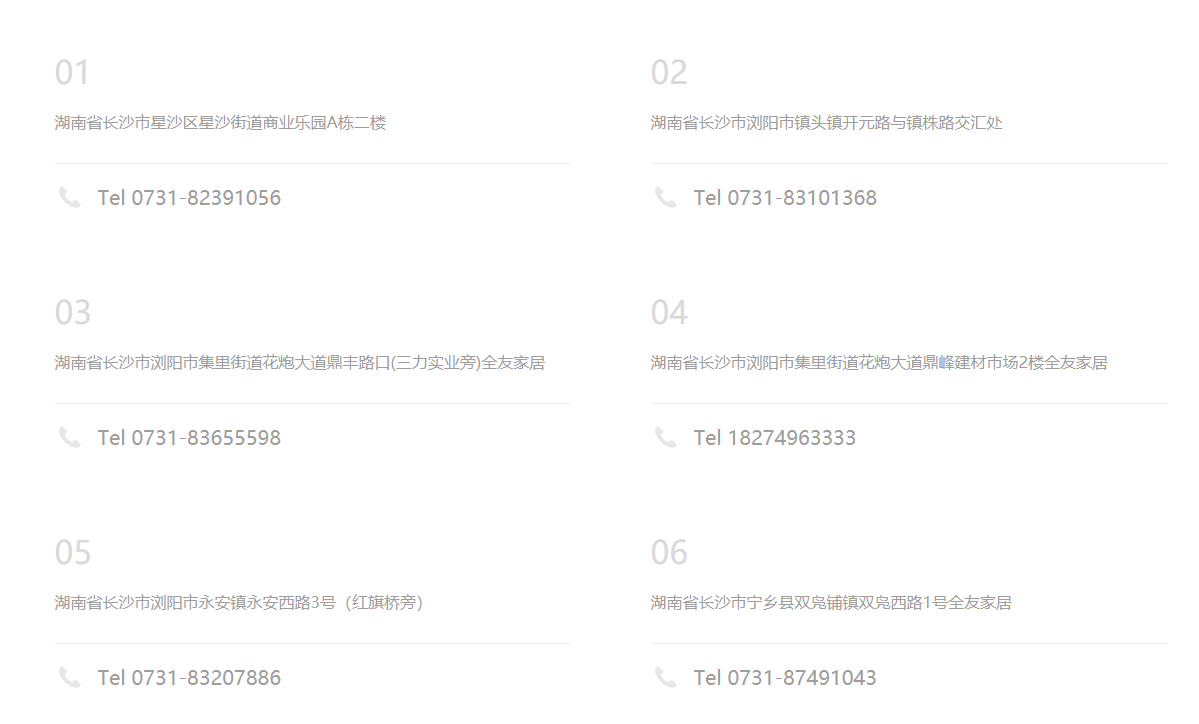 01
湖南省长沙市星沙区星沙街道商业乐园A栋二楼
Tel 0731-82391056
02
湖南省长沙市浏阳市镇头镇开元路与镇株路交汇处
Tel 0731-83101368
03
湖南省长沙市浏阳市集里街道花炮大道鼎丰路口(三力实业旁)全友家居
Tel 0731-83655598
04
湖南省长沙市浏阳市集里街道花炮大道鼎峰建材市场2楼全友家居
Tel 18274963333
05
湖南省长沙市浏阳市永安镇永安西路3号（红旗桥旁）
Tel 0731-83207886
06
湖南省长沙市宁乡县双凫铺镇双凫西路1号全友家居
Tel 0731-87491043